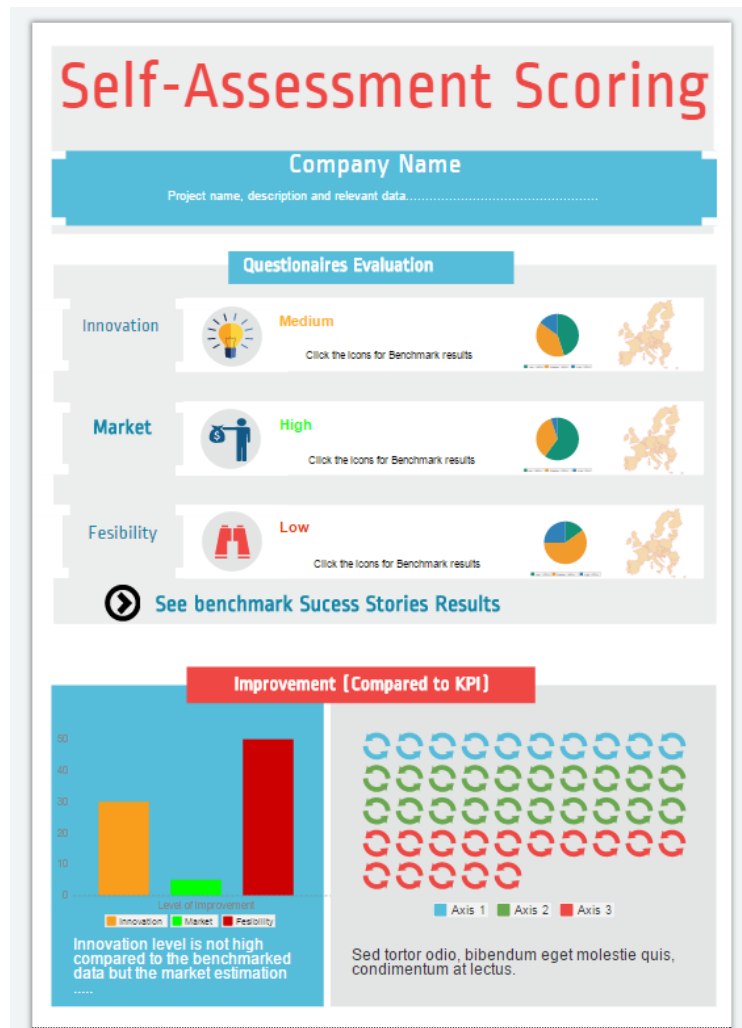 Self-Assessment Scoring
Company Name
Project name, description and relevant data.................................................
Questionaires Evaluation
Innovation
Medium
Click the Icons for Benchmark results
Market
High
Click the Icons for Benchmark results
Fesibility
Low
Click the Icons for Benchmark results
See benchmark Sucess Stories Results
Improvement (Compared to KPI)
50
40
30
20
10
0
Level of Improvement
Innovation Market Fesibility
Innovation level is not high
compared to the benchmarked
data but the market estimation
.....
Axis 1 Axis 2 Axis 3
Sed tortor odio, bibendum eget molestie quis,
condimentum at lectus.